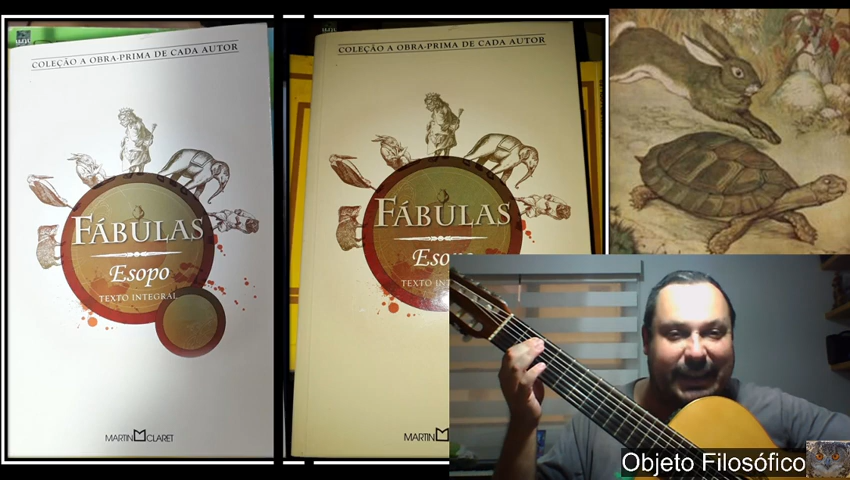 COLEÇÃO A OBRA-PRIMA DE CADA AUTOR
FÁBULAS
Esopo
TEXTO INTEGRAL
MARTIN CLARET
COLEÇÃO A OBRA-PRIMA DE CADA AUTOR
FÁBULAS
MARTIN
Objeto Filosófico